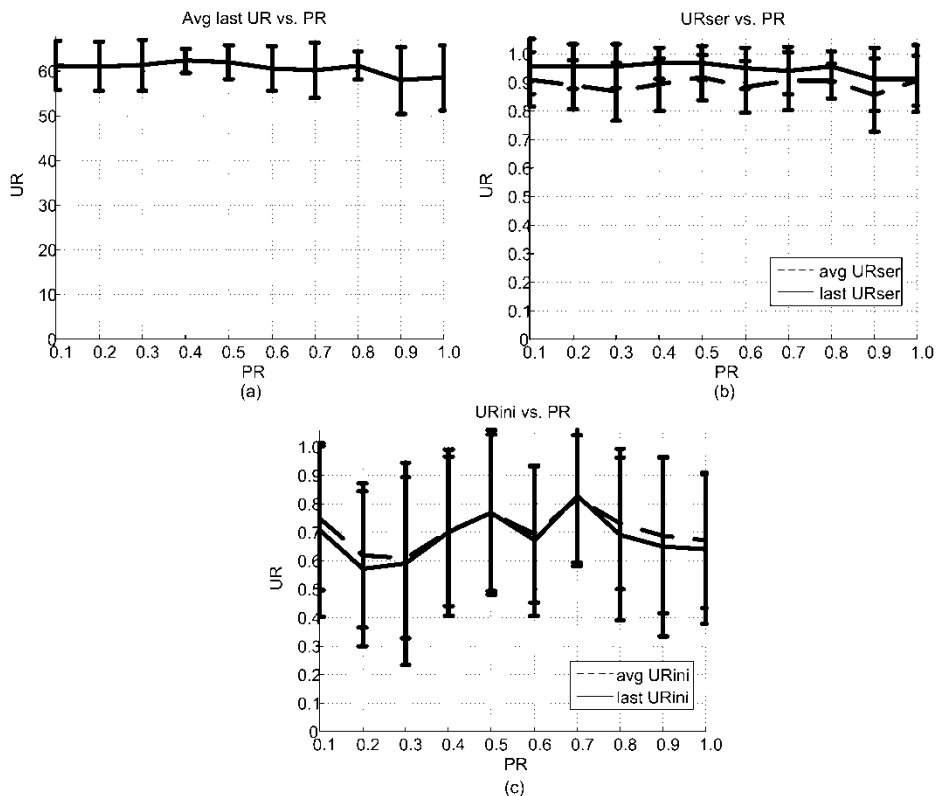 Avg last UR vs. PR
60
50
40
30
20
10
0
UR
0.1 0.2 0.3 0.4 0.5 0.6 0.7 0.8 0.9 1.0
PR
(a)
URser vs. PR
1.0
0.9
0.8
0.7
0.6
0.5
0.4
0.3
0.2
0.1
0
UR
avg URser
last URser
0.1 0.2 0.3 0.4 0.5 0.6 0.7 0.8 0.9 1.0
PR
(b)
URini vs. PR
1.0
0.9
0.8
0.7
0.6
0.5
0.4
0.3
0.2
0.1
0
UR
avg URini
last URini
0.1 0.2 0.3 0.4 0.5 0.6 0.7 0.8 0.9 1.0
PR
(c)